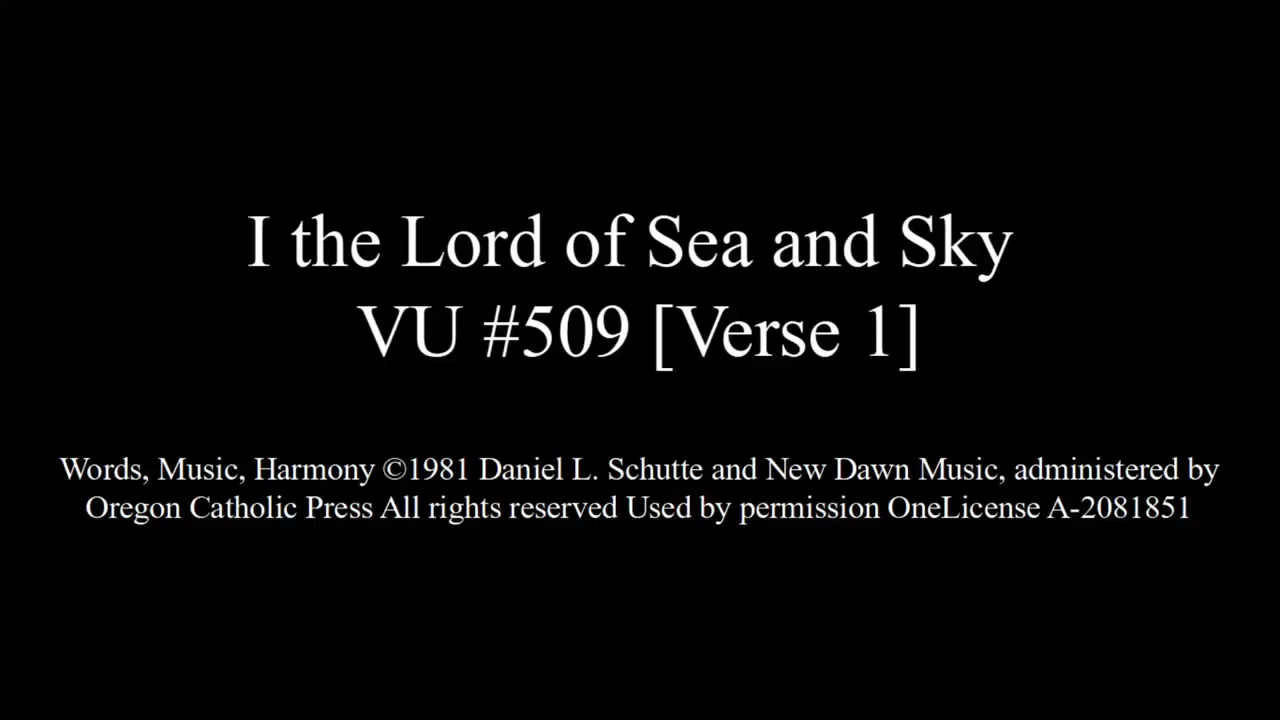 I the Lord of Sea and Sky
VU #509 [Verse 1]
Words, Music, Harmony ©1981 Daniel L. Schutte and New Dawn Music, administered by
Oregon Catholic Press All rights reserved Used by permission OneLicense A-2081851